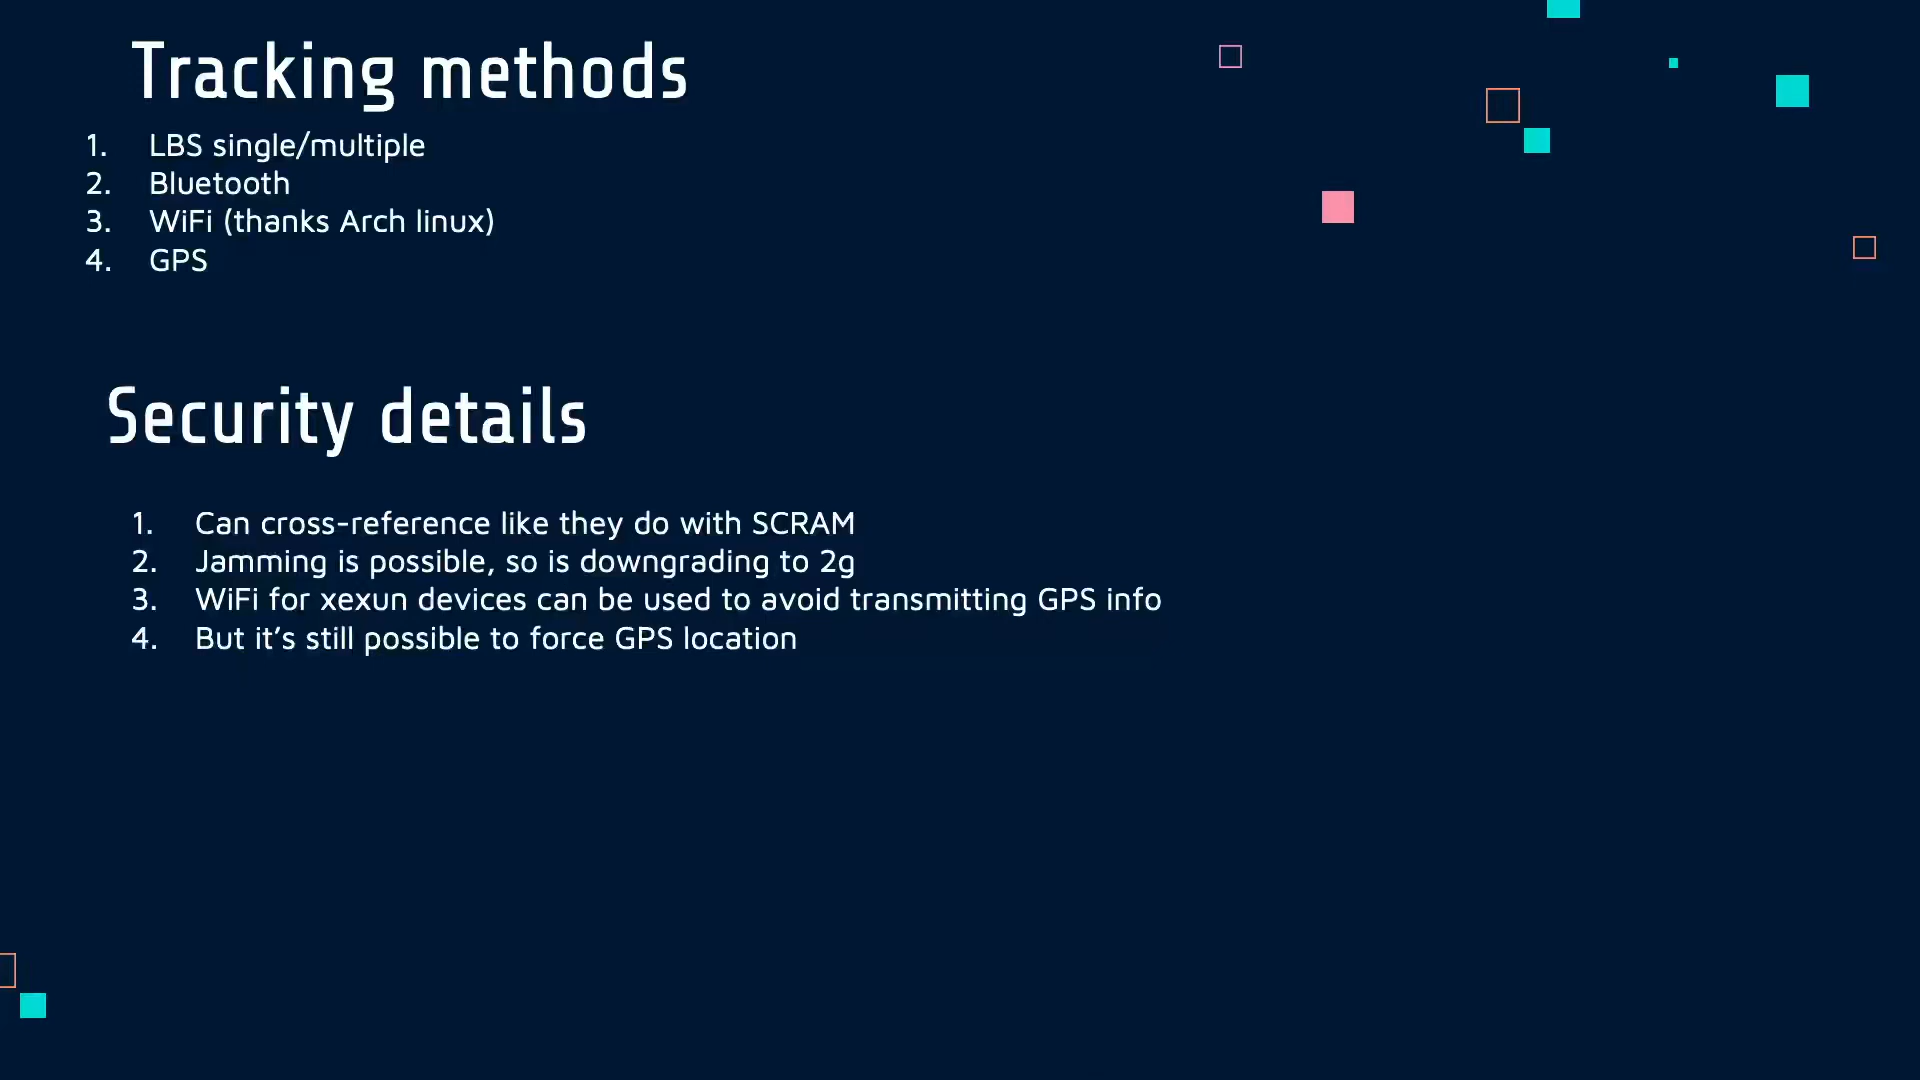 Tracking methods
1. LBS single/multiple
2. Bluetooth
3. WiFi (thanks Arch linux)
4. GPS
Security details
1. Can cross-reference like they do with SCRAM
2. Jamming is possible, so is downgrading to 2g
3. WiFi for xexun devices can be used to avoid transmitting GPS info
4. But it’s still possible to force GPS location